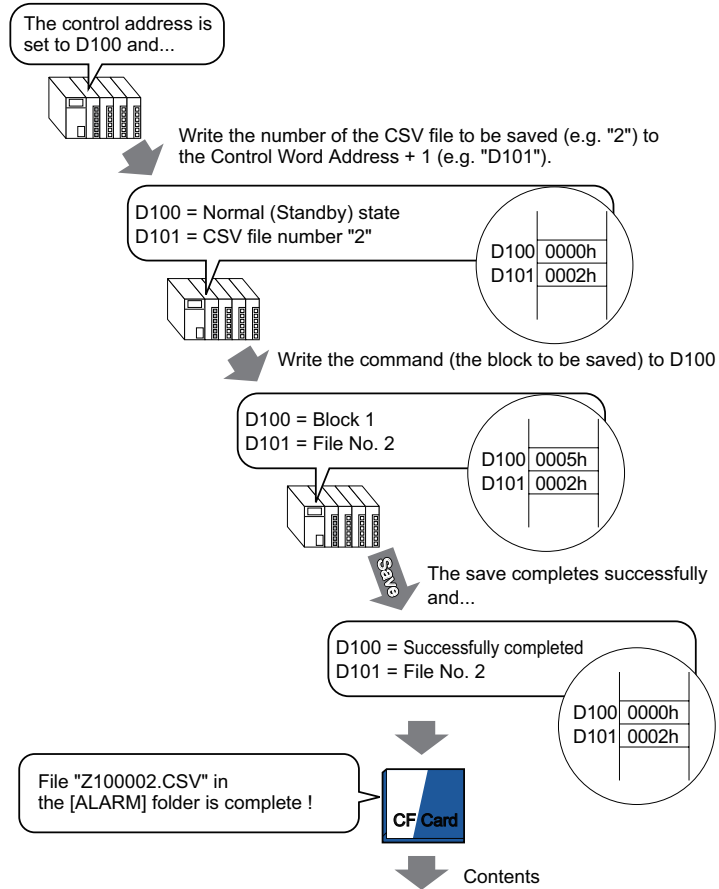 The control address is
set to D100 and...
Write the number of the CSV file to be saved (e.g. "2") to
the Control Word Address + 1 (e.g. "D101").
D100 = Normal (Standby) state
D101 = CSV file number "2"
D100 0000h
D101 0002h
Write the command (the block to be saved) to D100
D100 = Block 1
D101 = File No. 2
D100 0005h
D101 0002h
Save
The save completes successfully
and...
D100 = Successfully completed
D101 = File No. 2
D100 0000h
D101 0002h
File "Z100002.CSV" in
the [ALARM] folder is complete !
CF Card
Contents